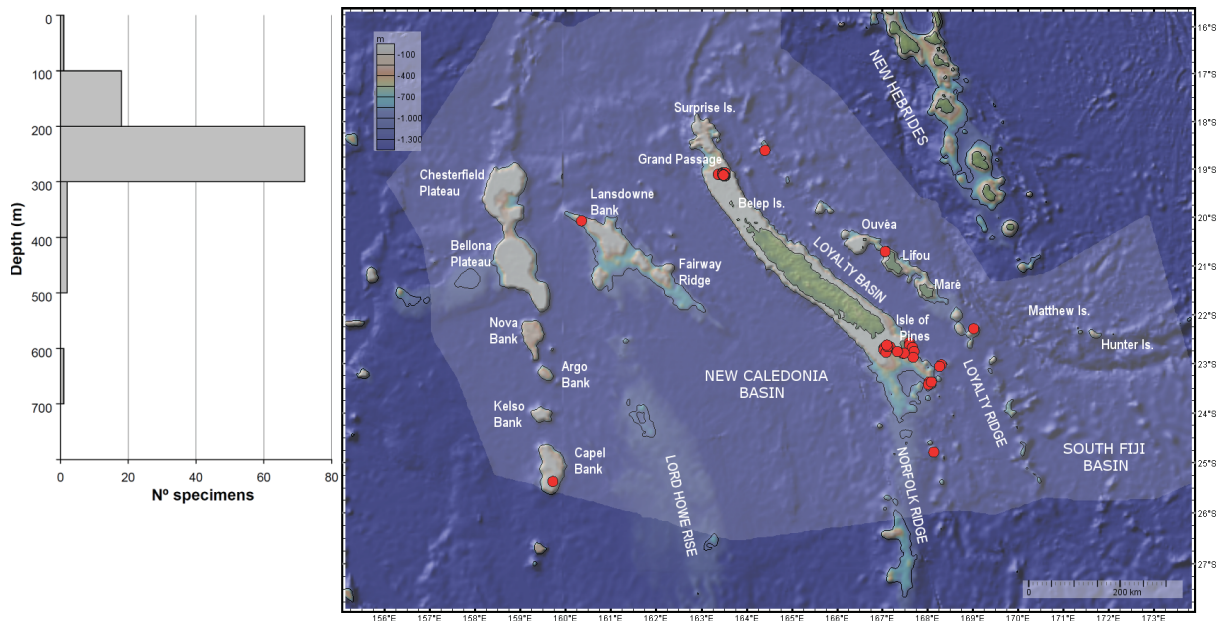 0
100
200
300
400
500
600
700
Depth (m)
0
20
40
60
80
Nº specimens
m
-100
-400
-700
-1.000
-1.300
Surprise Is.
Grand Passage
Chesterfield
Plateau
Lansdowne
Bank
Belep Is.
Bellona
Plateau
Fairway
Ridge
LOYALTY BASIN
Ouvéa
Lifou
Maré
NEW HEBRIDES
Nova
Bank
Isle of
Pines
Matthew Is.
Hunter Is.
Argo
Bank
NEW CALEDONIA
BASIN
LOYALTY RIDGE
Kelso
Bank
Capel
Bank
LORD HOWE RISE
NORFOLK RIDGE
SOUTH FIJI
BASIN
0
200 km
16°S
17°S
18°S
19°S
20°S
21°S
22°S
23°S
24°S
25°S
26°S
27°S
156°E
157°E
158°E
159°E
160°E
161°E
162°E
163°E
164°E
165°E
166°E
167°E
168°E
169°E
170°E
171°E
172°E
173°E